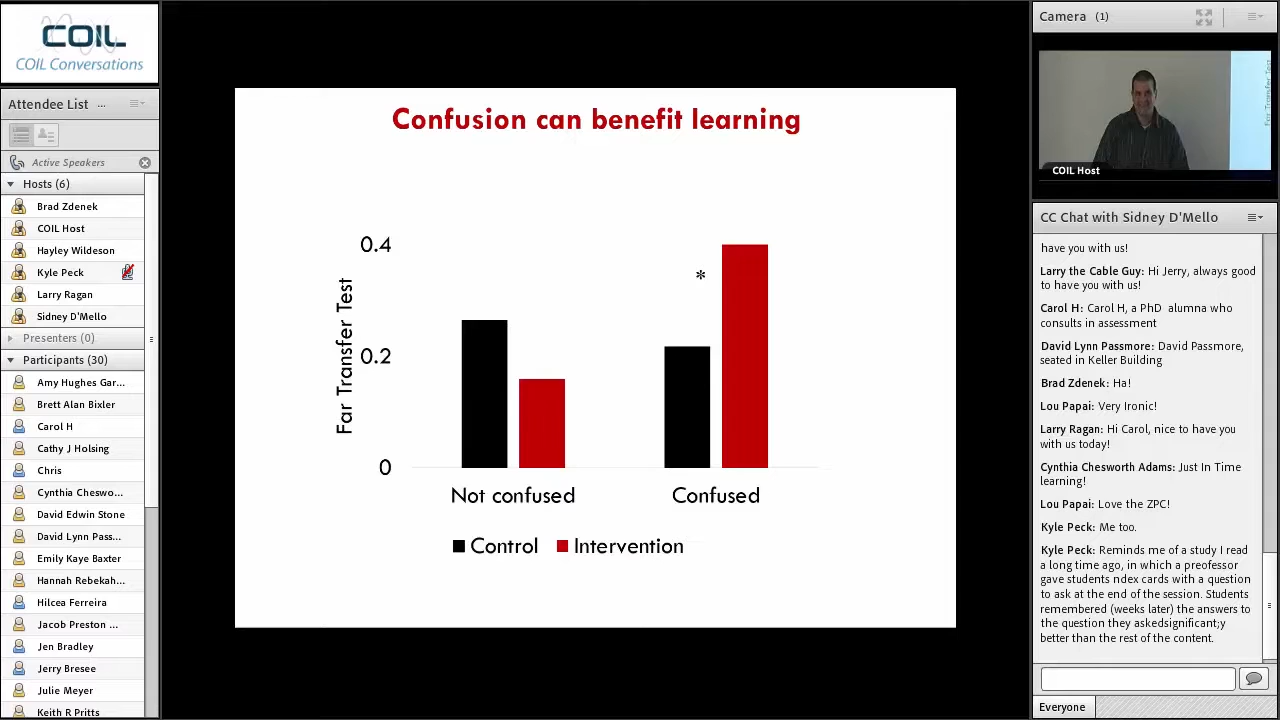 COIL
COIL Conversations
Attendee List ...
Active Speakers
Hosts (6)
Brad Zdenek
COIL Host
Hayley Wildeson
Kyle Peck
Larry Ragan
Sidney D'Mello
Presenters (0)
Participants (30)
Amy Hughes Gar...
Brett Alan Bixler
Carol H
Cathy J Holsing
Chris
Cynthia Cheswo...
David Edwin Stone
David Lynn Pass...
Emily Kaye Baxter
Hannah Rebekah...
Hilcea Ferreira
Jacob Preston ...
Jen Bradley
Jerry Bresee
Julie Meyer
Keith R Pritts
Confusion can benefit learning
Far Transfer Test
0.4
0.2
0
*
Not confused
Confused
Control
Intervention
Camera (1)
Far Transfer Test
COIL Host
CC Chat with Sidney D'Mello
have you with us!
Larry the Cable Guy: Hi Jerry, always good
to have you with us!
Carol H: Carol H, a PhD alumna who
consults in assessment
David Lynn Passmore: David Passmore,
seated in Keller Building
Brad Zdenek: Ha!
Lou Papai: Very Ironic!
Larry Ragan: Hi Carol, nice to have you
with us today!
Cynthia Chesworth Adams: Just In Time
learning!
Lou Papai: Love the ZPC!
Kyle Peck: Me too.
Kyle Peck: Reminds me of a study I read
a long time ago, in which a preofessor
gave students ndex cards with a question
to ask at the end of the session. Students
remembered (weeks later) the answers to
the question they askedsignificant;y
better than the rest of the content.
Everyone